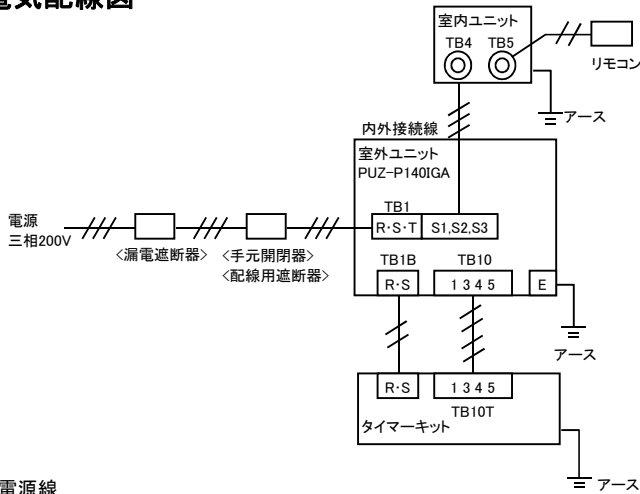 電気配線図
室内ユニット
TB4 TB5
リモコン
アース
内外接続線
室外ユニット
PUZ-P140IGA
TB1
R･S･T S1,S2,S3
電源
三相200V
<漏電遮断器>
<手元開閉器>
<配線用遮断器>
TB1B TB10
R･S 1 3 4 5 E
アース
R･S 1 3 4 5
TB10T
タイマーキット
アース
電源線